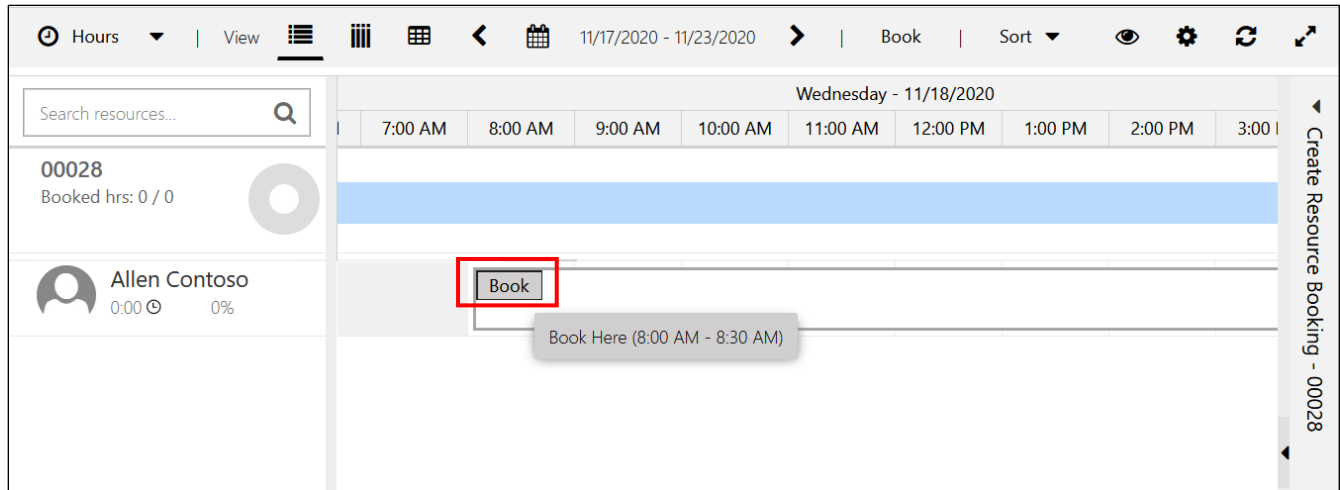 Hours | View 11/17/2020 - 11/23/2020 | Book | Sort
Search resources...
Wednesday - 11/18/2020
7:00 AM 8:00 AM 9:00 AM 10:00 AM 11:00 AM 12:00 PM 1:00 PM 2:00 PM 3:00
00028
Booked hrs: 0 / 0
Allen Contoso
0:00 0%
Book
Book Here (8:00 AM - 8:30 AM)
Create Resource Booking - 00028